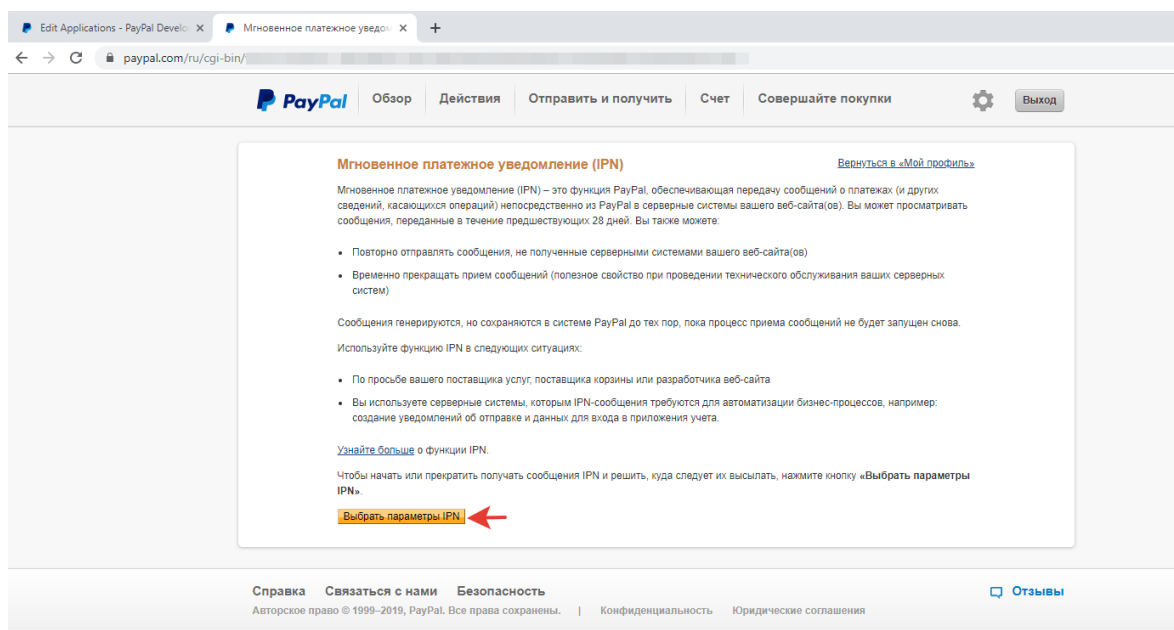 Edit Applications - PayPal Develo
Мгновенное платежное уведом
paypal.com/ru/cgi-bin/
PayPal Обзор Действия Отправить и получить Счет Совершайте покупки Выход
Мгновенное платежное уведомление (IPN) Вернуться в «Мой профиль»
Мгновенное платежное уведомление (IPN) – это функция PayPal, обеспечивающая передачу сообщений о платежах (и других
сведений, касающихся операций) непосредственно из PayPal в серверные системы вашего веб-сайта(ов). Вы может просматривать
сообщения, переданные в течение предшествующих 28 дней. Вы также можете:
• Повторно отправлять сообщения, не полученные серверными системами вашего веб-сайта(ов)
• Временно прекращать прием сообщений (полезное свойство при проведении технического обслуживания ваших серверных
систем)
Сообщения генерируются, но сохраняются в системе PayPal до тех пор, пока процесс приема сообщений не будет запущен снова.
Используйте функцию IPN в следующих ситуациях:
• По просьбе вашего поставщика услуг, поставщика корзины или разработчика веб-сайта
• Вы используете серверные системы, которым IPN-сообщения требуются для автоматизации бизнес-процессов, например:
создание уведомлений об отправке и данных для входа в приложения учета.
Узнайте больше о функции IPN.
Чтобы начать или прекратить получать сообщения IPN и решить, куда следует их высылать, нажмите кнопку «Выбрать параметры
IPN».
Выбрать параметры IPN
Справка Связаться с нами Безопасность Отзывы
Авторское право © 1999–2019, PayPal. Все права сохранены. | Конфиденциальность Юридические соглашения